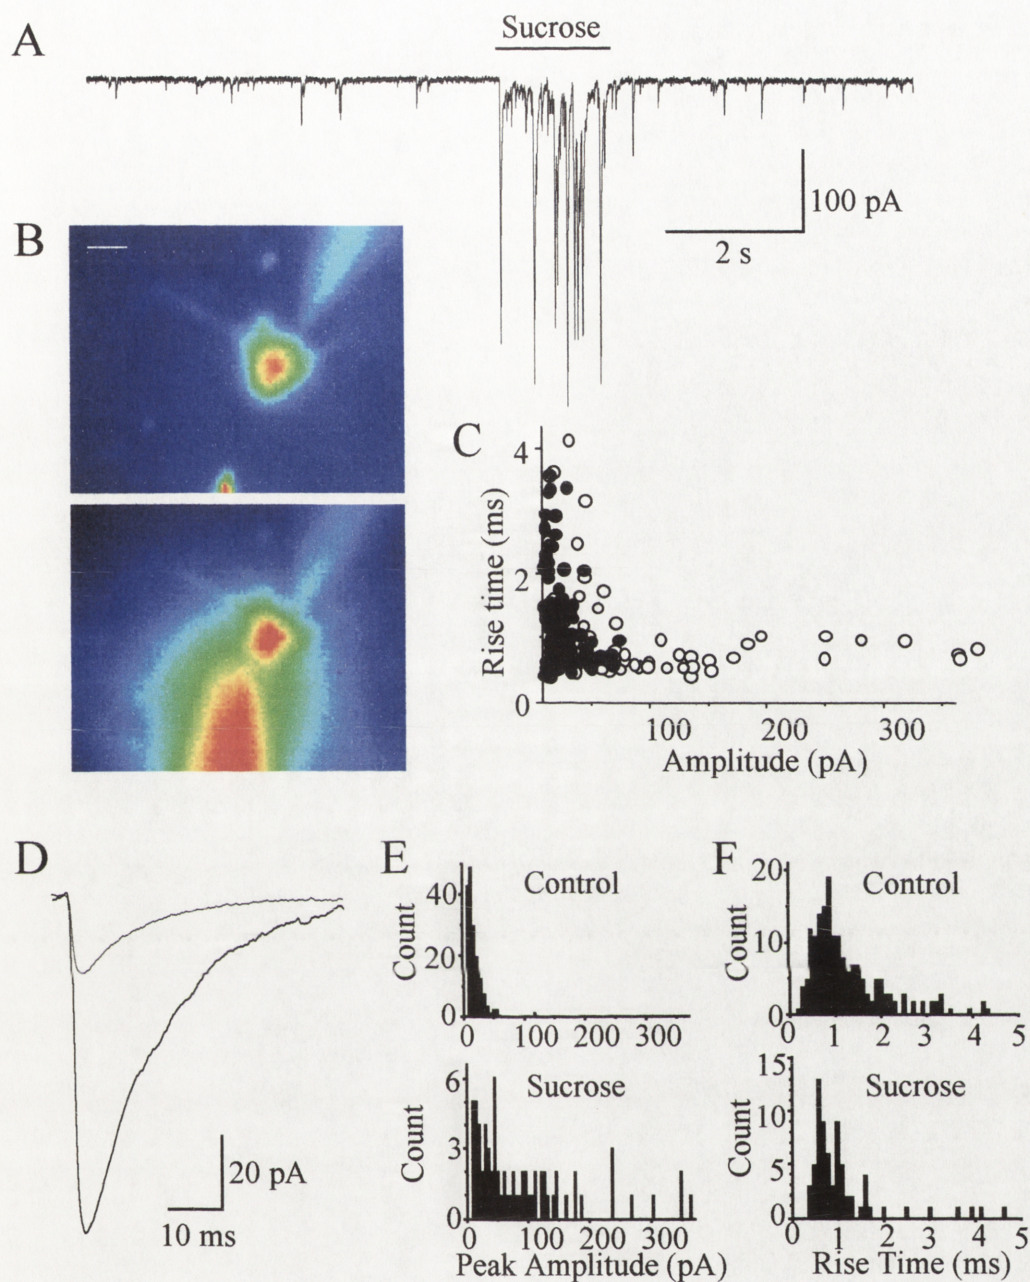 A
Sucrose
100 pA
2 s
B
C
4
2
0
Rise time (ms)
100
200
300
Amplitude (pA)
D
20 pA
10 ms
E
Control
40
20
0
Count
0
100
200
300
Sucrose
6
3
0
Count
0
100
200
300
Peak Amplitude (pA)
F
Control
20
10
0
Count
0
1
2
3
4
5
Sucrose
15
10
5
0
Count
0
1
2
3
4
5
Rise Time (ms)